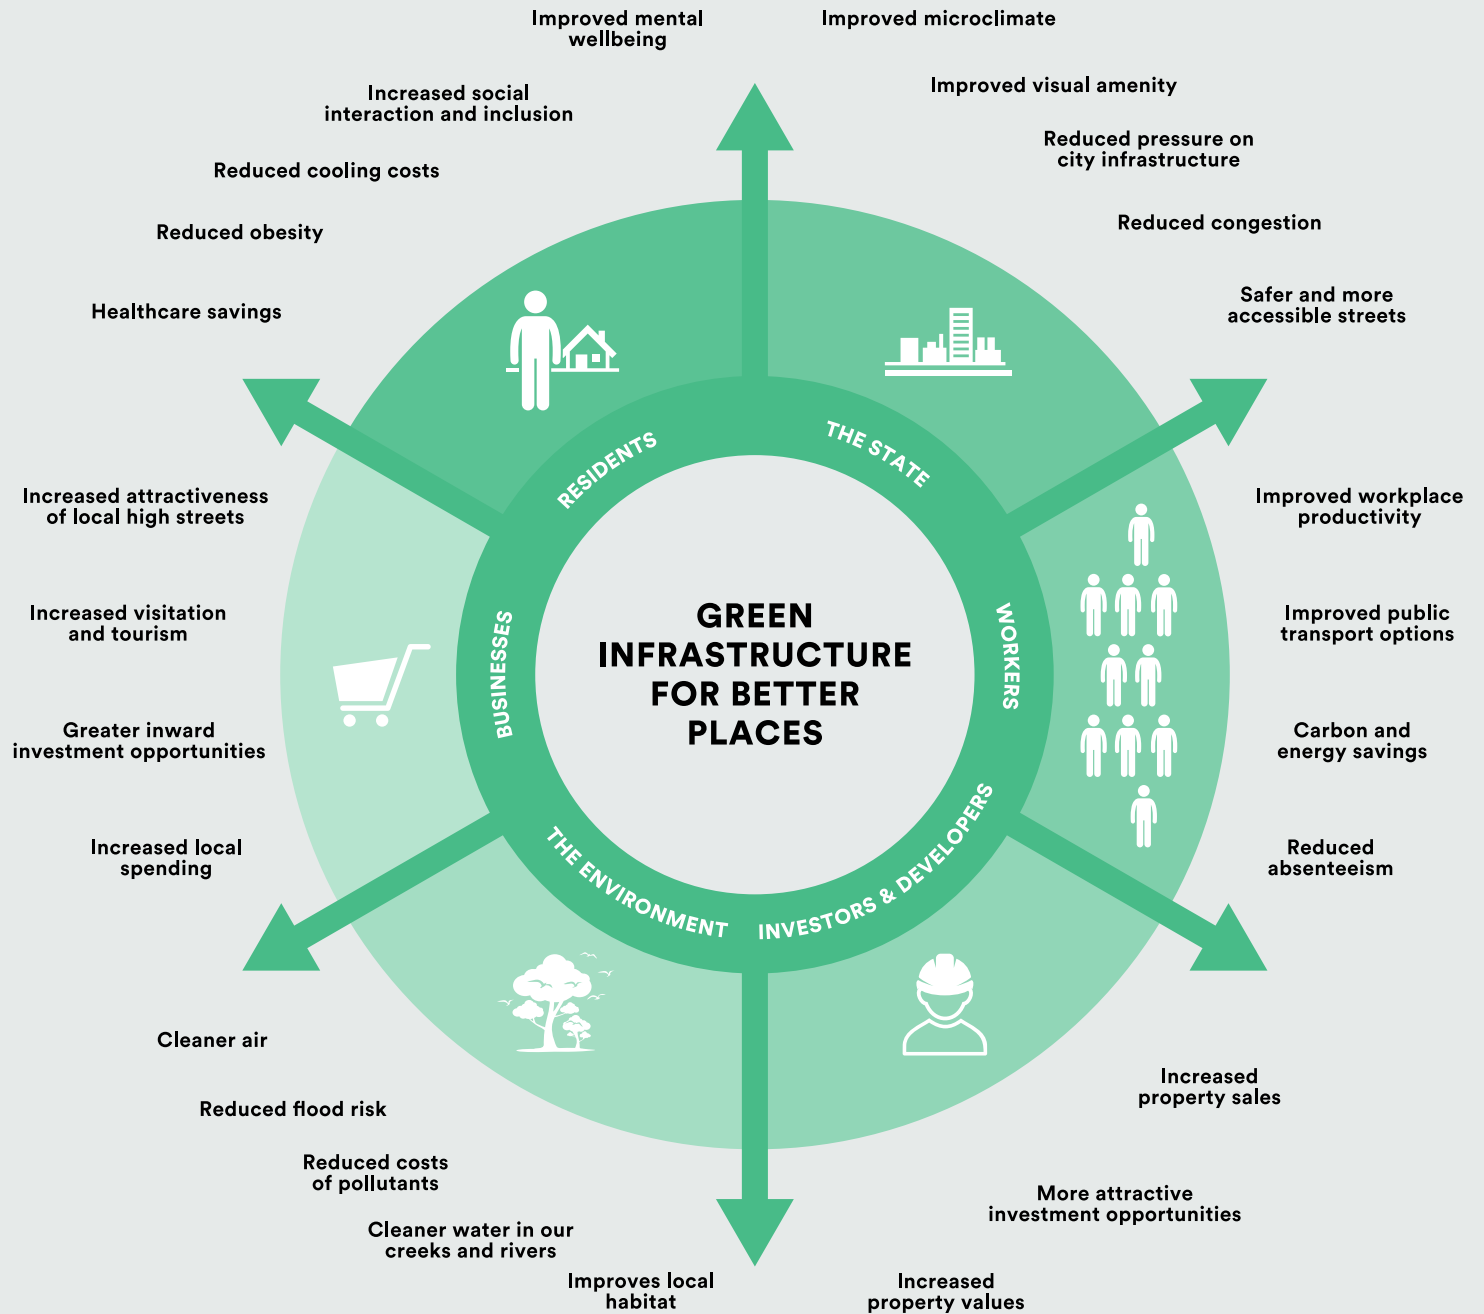 Improved mental
wellbeing
Increased social
interaction and inclusion
Reduced cooling costs
Reduced obesity
Healthcare savings
Improved microclimate
Improved visual amenity
Reduced pressure on
city infrastructure
Reduced congestion
Safer and more
accessible streets
Increased attractiveness
of local high streets
Increased visitation
and tourism
Greater inward
investment opportunities
Increased local
spending
RESIDENTS
THE STATE
BUSINESSES
WORKERS
THE ENVIRONMENT
INVESTORS & DEVELOPERS
GREEN
INFRASTRUCTURE
FOR BETTER
PLACES
Improved workplace
productivity
Improved public
transport options
Carbon and
energy savings
Reduced
absenteeism
Cleaner air
Reduced flood risk
Reduced costs
of pollutants
Cleaner water in our
creeks and rivers
Improves local
habitat
Increased
property sales
More attractive
investment opportunities
Increased
property values